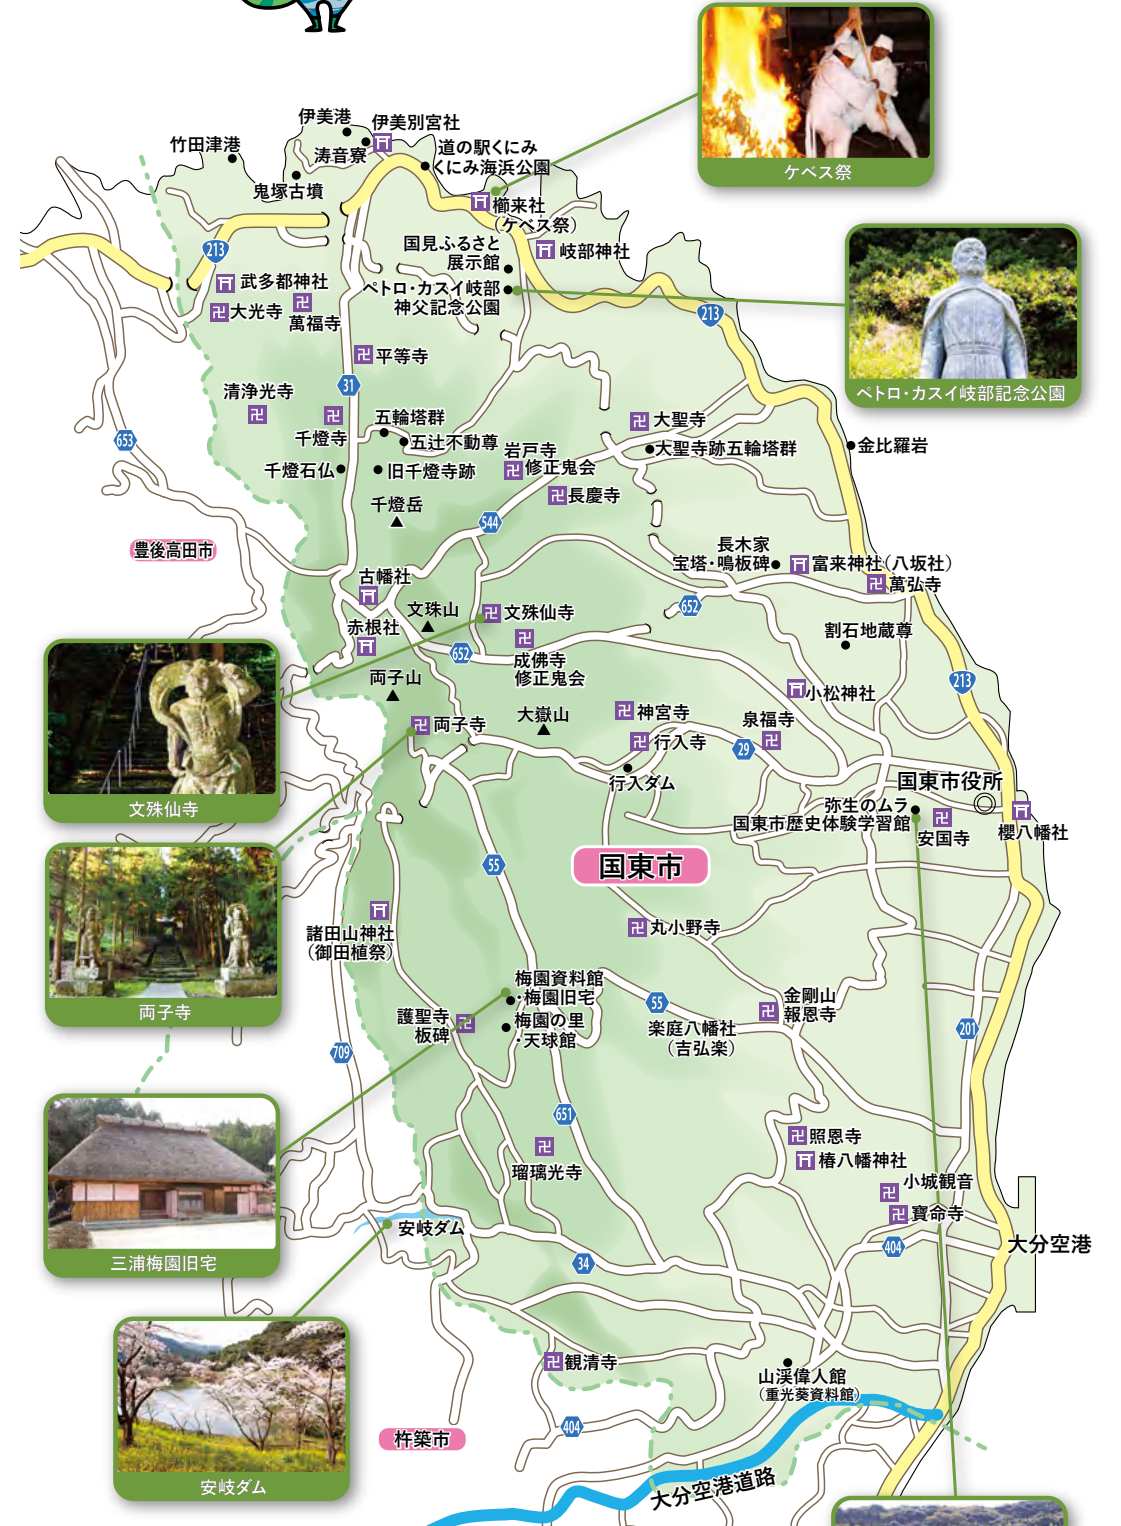 ケベス祭
伊美港
伊美別宮社
竹田津港
涛音寮
道の駅くにみ
くにみ海浜公園
鬼塚古墳
櫛来社
（ケベス祭）
国見ふるさと
展示館
岐部神社
213
武多都神社
ペトロ・カスイ岐部
神父記念公園
大光寺
萬福寺
213
平等寺
ペトロ・カスイ岐部記念公園
31
清浄光寺
千燈寺
五輪塔群
大聖寺
653
五辻不動尊
岩戸寺
修正鬼会
大聖寺跡五輪塔群
金比羅岩
千燈石仏
旧千燈寺跡
長慶寺
千燈岳
544
豊後高田市
長木家
宝塔・鳴板碑
富来神社（八坂社）
萬弘寺
古幡社
652
文珠山
文殊仙寺
赤根社
割石地蔵尊
652
成佛寺
修正鬼会
両子山
213
小松神社
両子寺
大嶽山
神宮寺
泉福寺
行入寺
29
行入ダム
国東市役所
文殊仙寺
弥生のムラ
国東市歴史体験学習館
安国寺
櫻八幡社
55
国東市
諸田山神社
（御田植祭）
丸小野寺
両子寺
梅園資料館
・梅園旧宅
55
金剛山
報恩寺
護聖寺
板碑
梅園の里
・天球館
楽庭八幡社
（吉弘楽）
201
709
651
照恩寺
瑠璃光寺
椿八幡神社
小城観音
寶命寺
安岐ダム
404
大分空港
三浦梅園旧宅
34
観清寺
山渓偉人館
（重光葵資料館）
404
杵築市
安岐ダム
大分空港道路